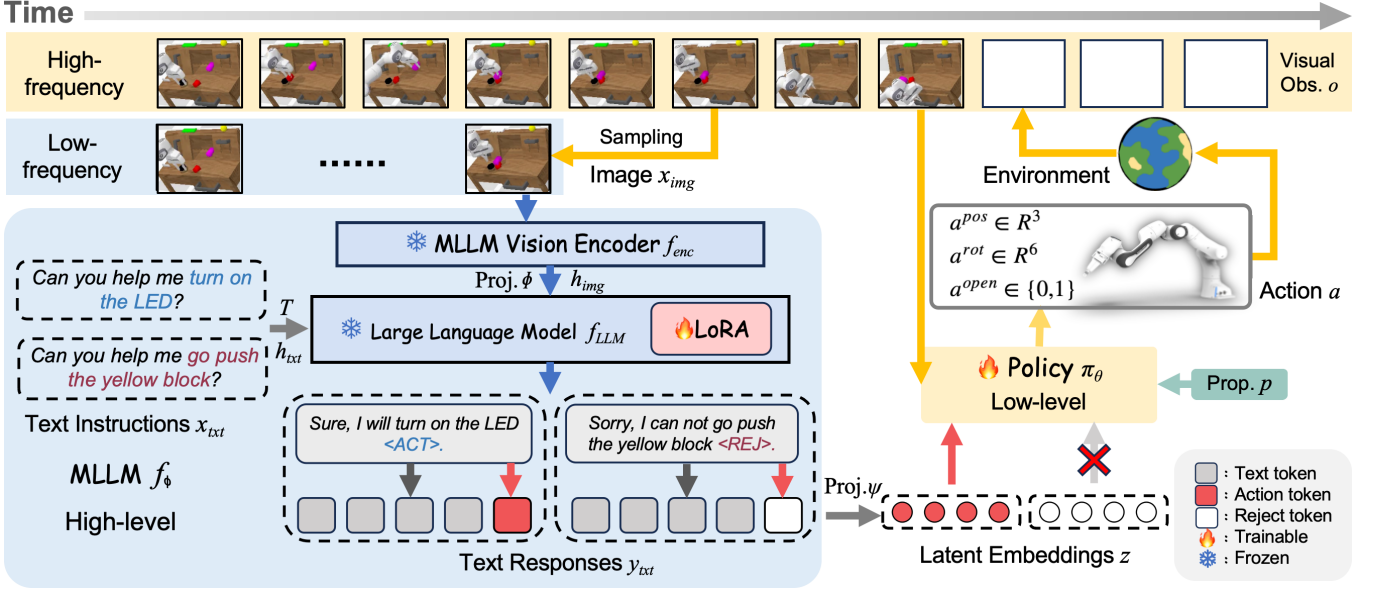 Time
High-
frequency
Visual
Obs. o
Low-
frequency
......
Sampling
Image x_img
Environment
a^pos ∈ R^3
a^rot ∈ R^6
a^open ∈ {0,1}
Action a
MLLM Vision Encoder f_enc
Proj. ϕ
h_img
Can you help me turn on
the LED?
T
h_txt
Large Language Model f_LLM
LoRA
Can you help me go push
the yellow block?
Text Instructions x_txt
Policy π_θ
Low-level
Prop. p
Sure, I will turn on the LED
<ACT>.
Sorry, I can not go push
the yellow block <REJ>.
MLLM f_ϕ
High-level
Proj.ψ
Text Responses y_txt
Latent Embeddings z
: Text token
: Action token
: Reject token
: Trainable
: Frozen